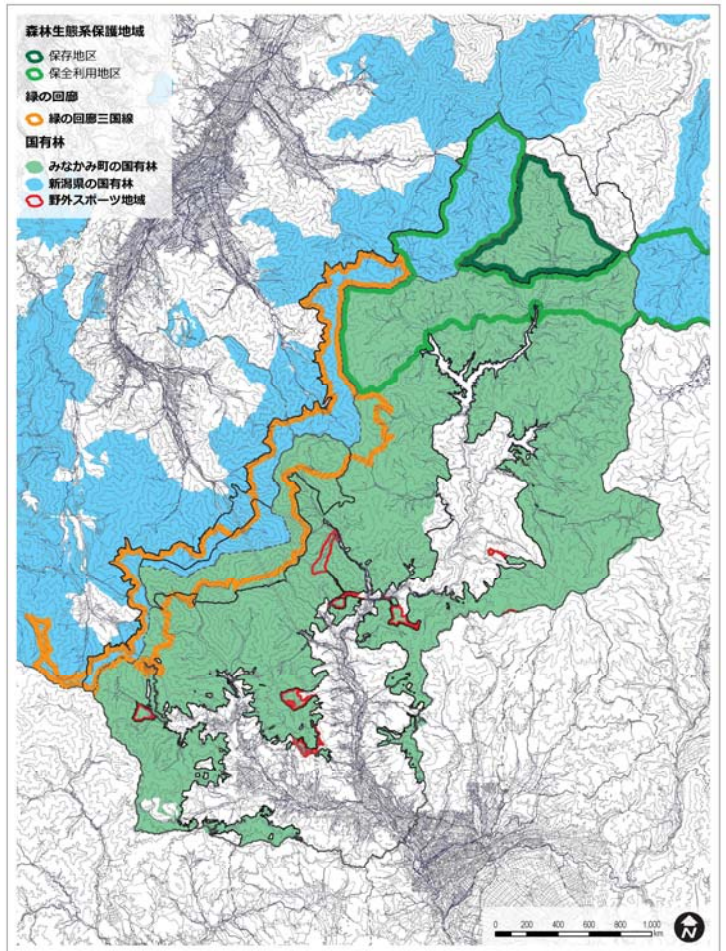 森林生態系保護地域
保存地区
保全利用地区
緑の回廊
緑の回廊三国線
国有林
みなかみ町の国有林
新潟県の国有林
野外スポーツ地域
0 200 400 600 800 1.000
km
N